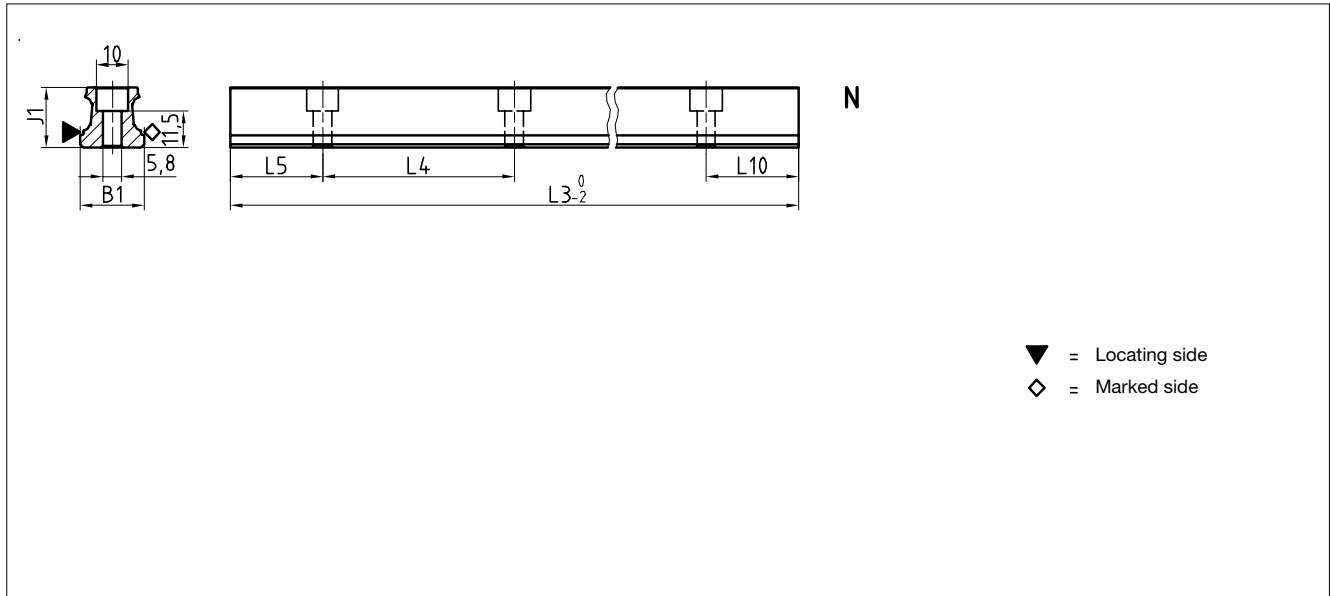 10
J1
11,5
5,8
B1
L5
L4
L10
L3 0 -2
N
= Locating side
= Marked side